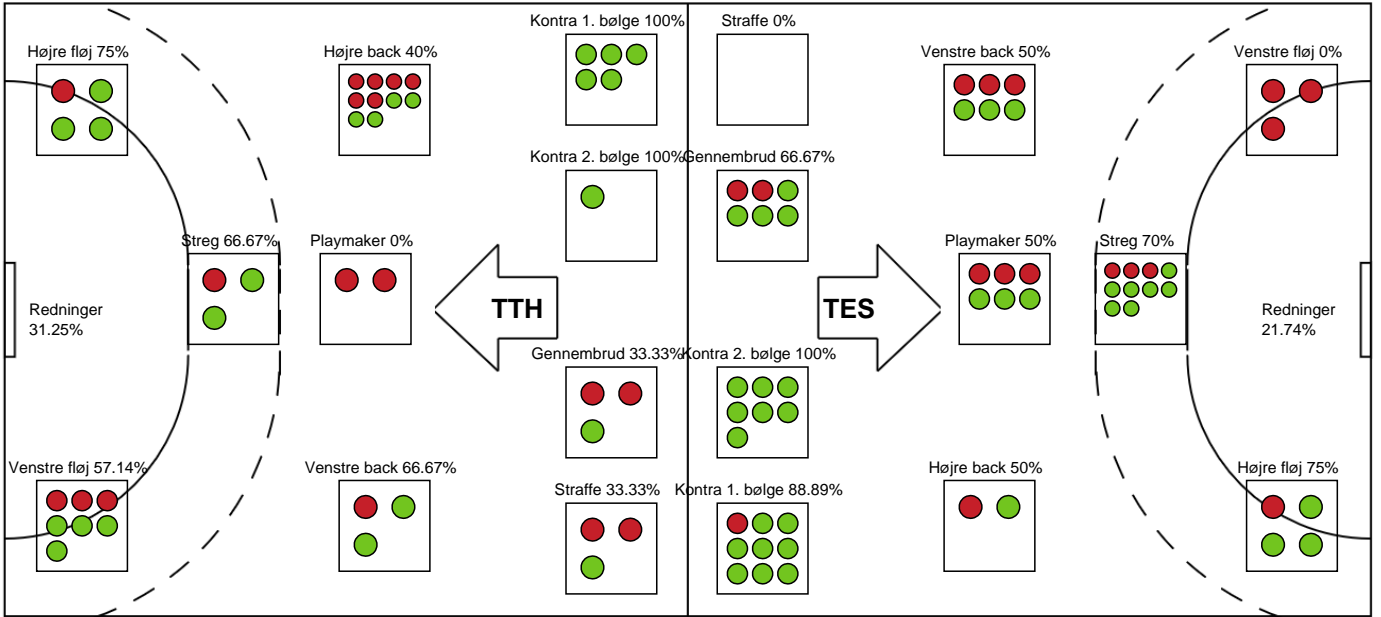 Kontra 1. bølge 100%
Straffe 0%
Højre fløj 75%
Højre back 40%
Venstre back 50%
Venstre fløj 0%
Kontra 2. bølge 100%
Gennembrud 66.67%
Streg 66.67%
Playmaker 0%
Playmaker 50%
Streg 70%
Redninger
31.25%
TTH
TES
Redninger
21.74%
Gennembrud 33.33%
Kontra 2. bølge 100%
Venstre fløj 57.14%
Venstre back 66.67%
Straffe 33.33%
Kontra 1. bølge 88.89%
Højre back 50%
Højre fløj 75%